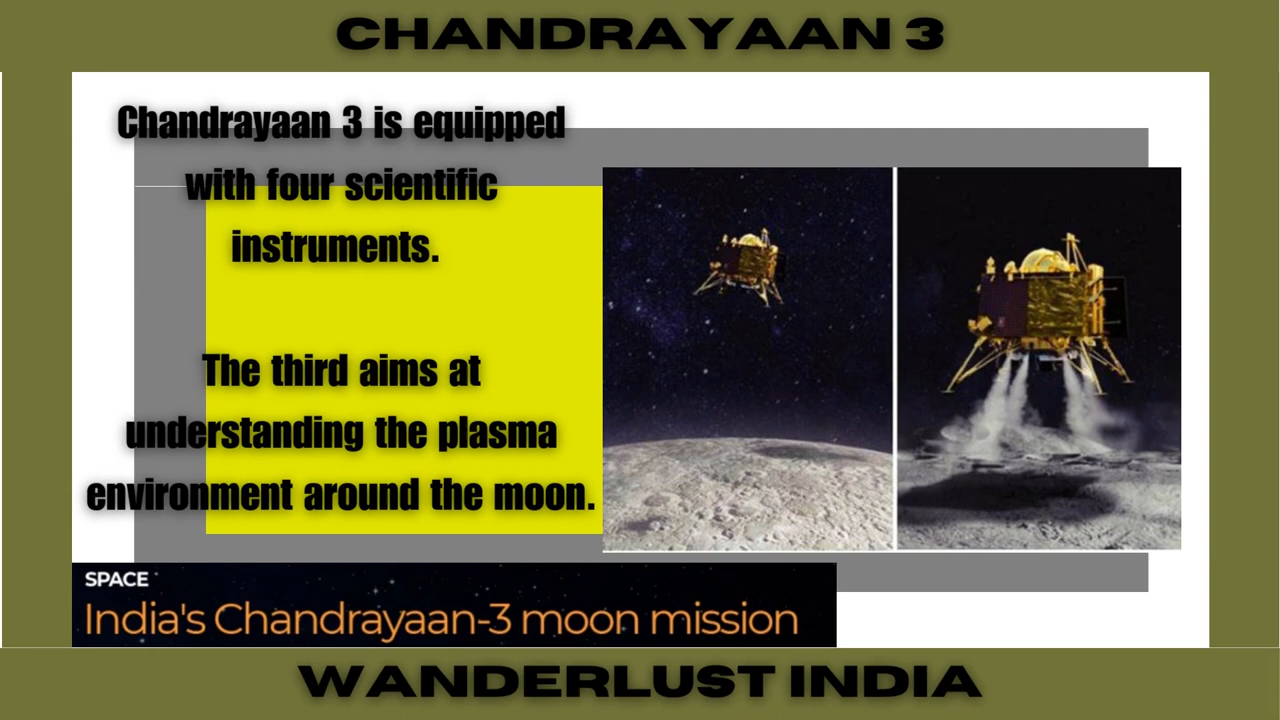 CHANDRAYAAN 3
Chandrayaan 3 is equipped
with four scientific
instruments.
The third aims at
understanding the plasma
environment around the moon.
SPACE
India's Chandrayaan-3 moon mission
WANDERLUST INDIA